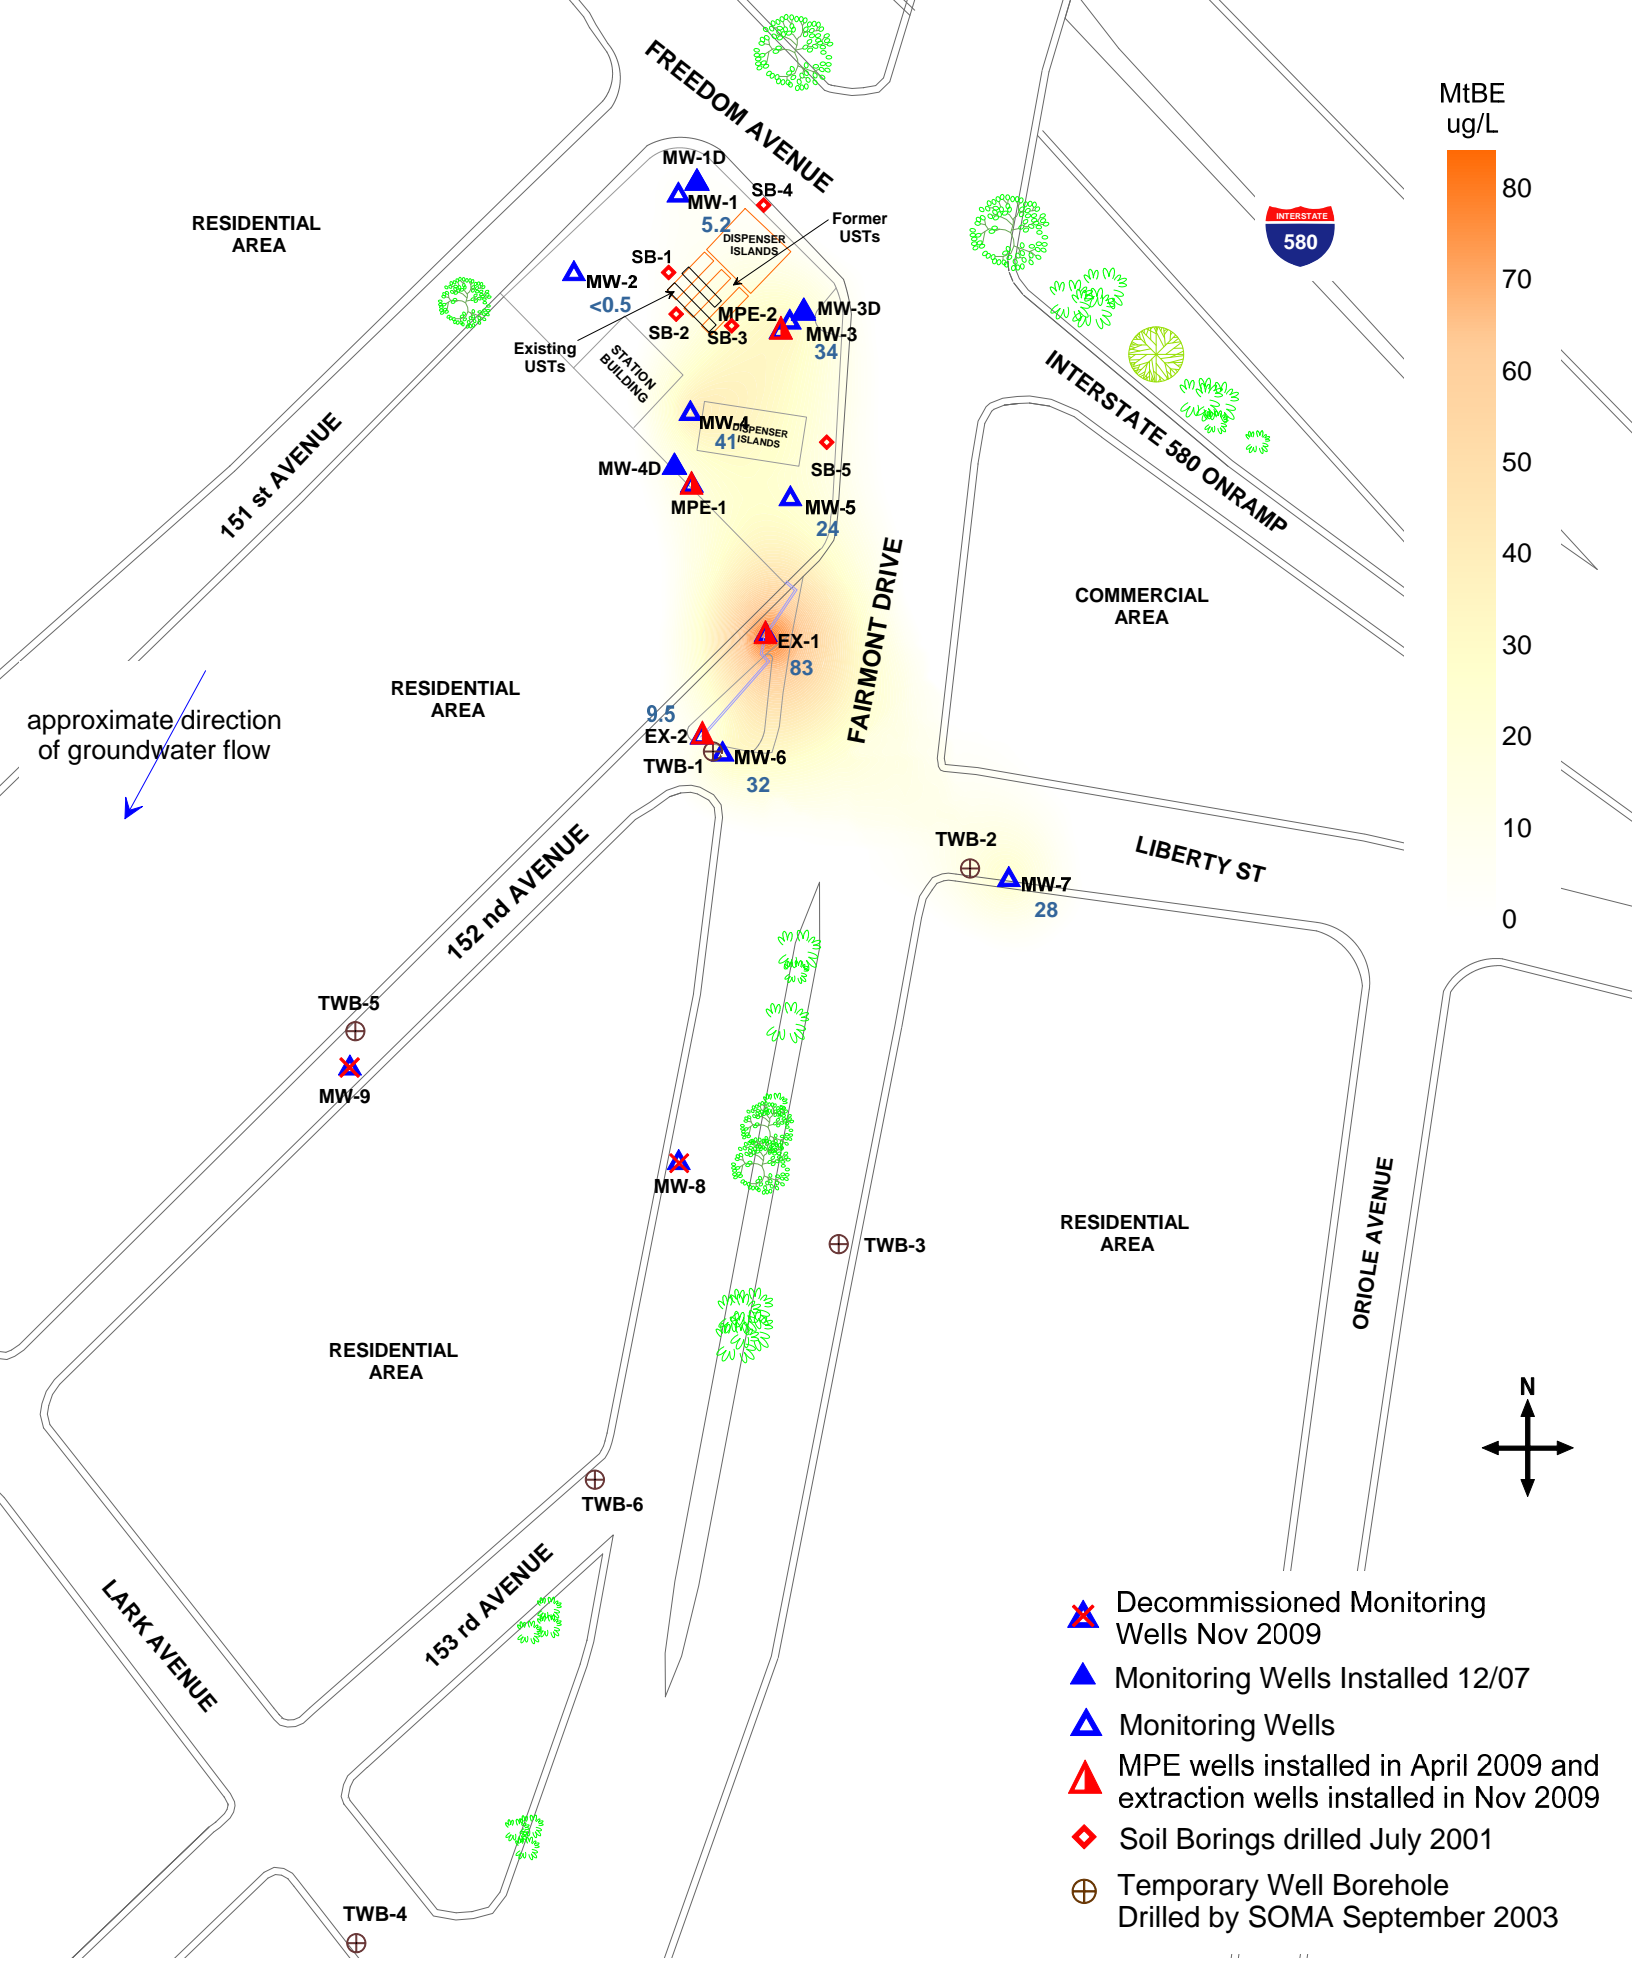 FREEDOM AVENUE
MtBE
ug/L
80
70
60
50
40
30
20
10
0
MW-1D
MW-1
5.2
SB-4
Former
USTs
DISPENSER
ISLANDS
RESIDENTIAL
AREA
INTERSTATE
580
SB-1
MW-2
<0.5
MPE-2
MW-3D
MW-3
34
SB-2
SB-3
Existing
USTs
STATION
BUILDING
MW-4
41
DISPENSER
ISLANDS
SB-5
MW-4D
MPE-1
MW-5
24
151 st AVENUE
INTERSTATE 580 ONRAMP
COMMERCIAL
AREA
FAIRMONT DRIVE
EX-1
83
RESIDENTIAL
AREA
approximate direction
of groundwater flow
9.5
EX-2
TWB-1
MW-6
32
TWB-2
MW-7
28
LIBERTY ST
152 nd AVENUE
TWB-5
MW-9
MW-8
TWB-3
RESIDENTIAL
AREA
ORIOLE AVENUE
RESIDENTIAL
AREA
N
TWB-6
153 rd AVENUE
LARK AVENUE
TWB-4
Decommissioned Monitoring
Wells Nov 2009
Monitoring Wells Installed 12/07
Monitoring Wells
MPE wells installed in April 2009 and
extraction wells installed in Nov 2009
Soil Borings drilled July 2001
Temporary Well Borehole
Drilled by SOMA September 2003